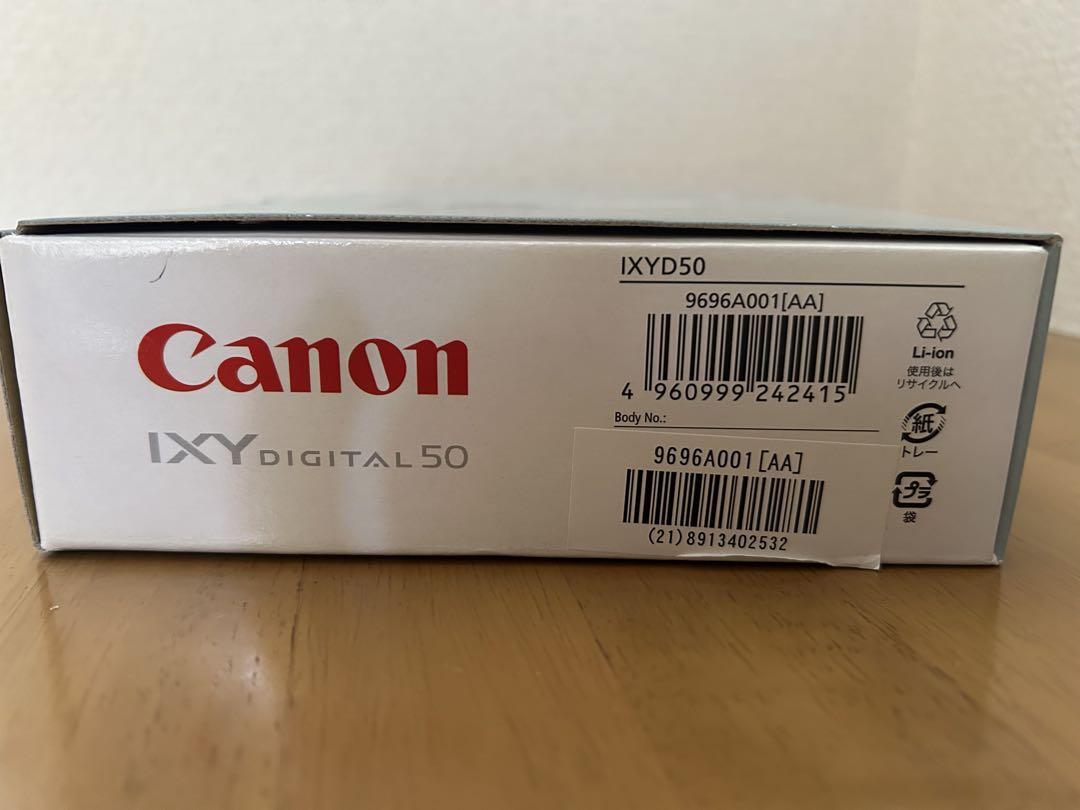 Canon
IXY DIGITAL 50
IXYD50
9696A001[AA]
4 960999 242415
Body No.:
9696A001[AA]
(21)8913402532
Li-ion
使用後は
リサイクルへ
紙
トレー
プラ
袋